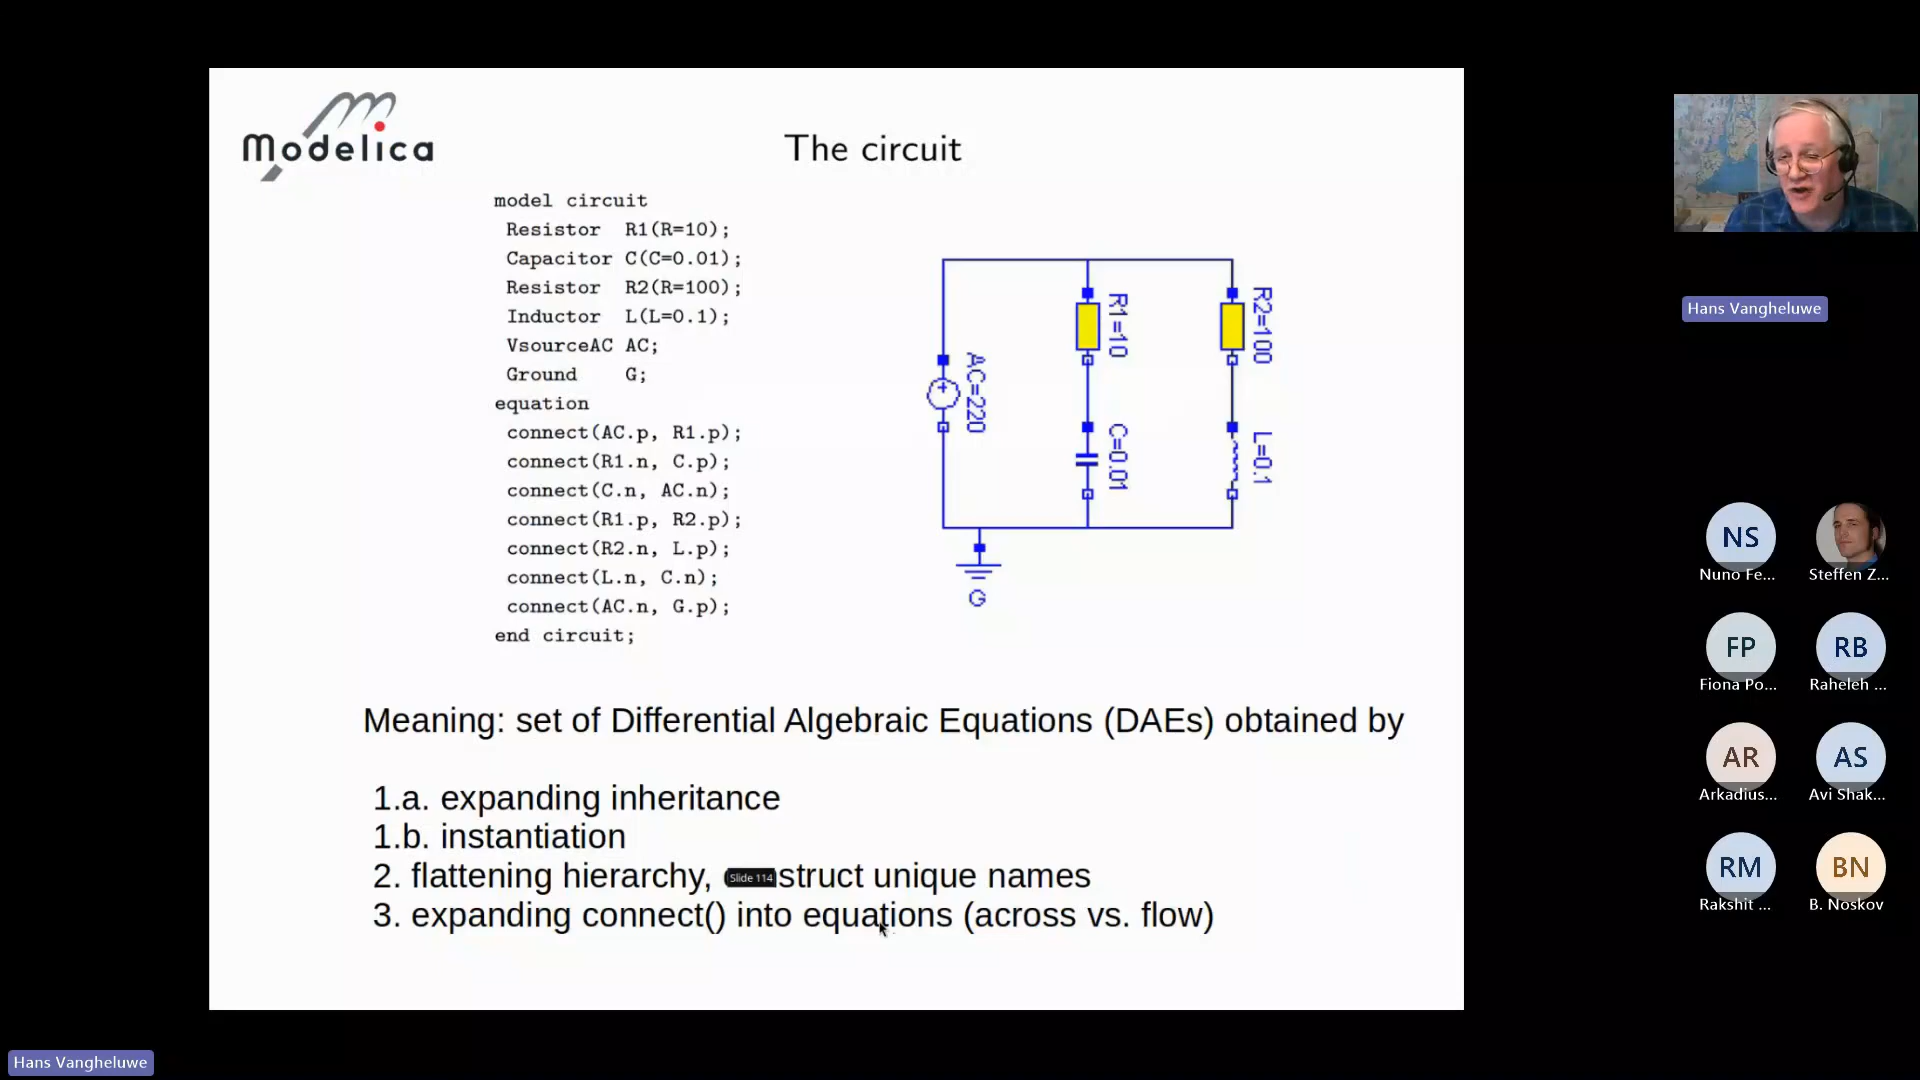 Modelica
The circuit
model circuit
Resistor R1(R=10);
Capacitor C(C=0.01);
Resistor R2(R=100);
Inductor L(L=0.1);
VsourceAC AC;
Ground G;
equation
connect(AC.p, R1.p);
connect(R1.n, C.p);
connect(C.n, AC.n);
connect(R1.p, R2.p);
connect(R2.n, L.p);
connect(L.n, C.n);
connect(AC.n, G.p);
end circuit;
AC=220
R1=10
C=0.01
R2=100
L=0.1
G
Meaning: set of Differential Algebraic Equations (DAEs) obtained by
1.a. expanding inheritance
1.b. instantiation
2. flattening hierarchy, struct unique names
Slide 114
3. expanding connect() into equations (across vs. flow)
Hans Vangheluwe
NS
Nuno Fe...
Steffen Z...
FP
Fiona Po...
RB
Raheleh ...
AR
Arkadius...
AS
Avi Shak...
RM
Rakshit ...
BN
B. Noskov
Hans Vangheluwe